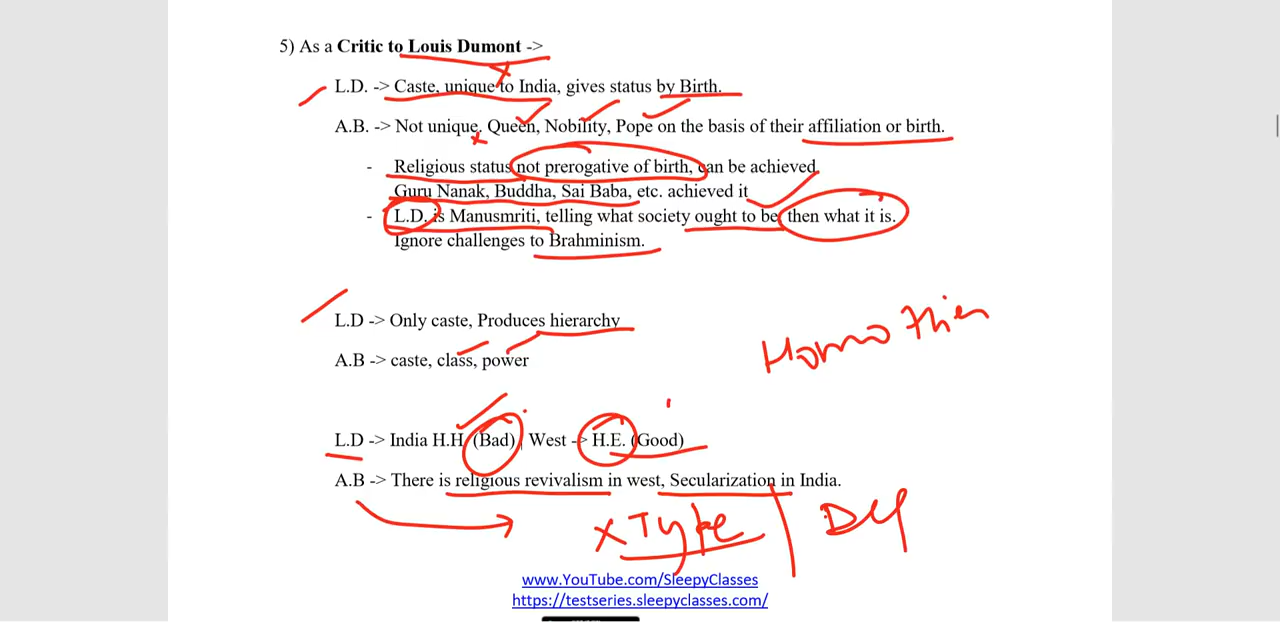 5) As a Critic to Louis Dumont ->
L.D. -> Caste, unique to India, gives status by Birth.
A.B. -> Not unique. Queen, Nobility, Pope on the basis of their affiliation or birth.
- Religious status not prerogative of birth, can be achieved.
Guru Nanak, Buddha, Sai Baba, etc. achieved it
- L.D. is Manusmriti, telling what society ought to be then what it is.
Ignore challenges to Brahminism.
L.D -> Only caste, Produces hierarchy
Homo Hier
A.B -> caste, class, power
L.D -> India H.H. (Bad), West -> H.E. (Good)
A.B -> There is religious revivalism in west, Secularization in India.
X Type
www.YouTube.com/SleepyClasses
https://testseries.sleepyclasses.com/